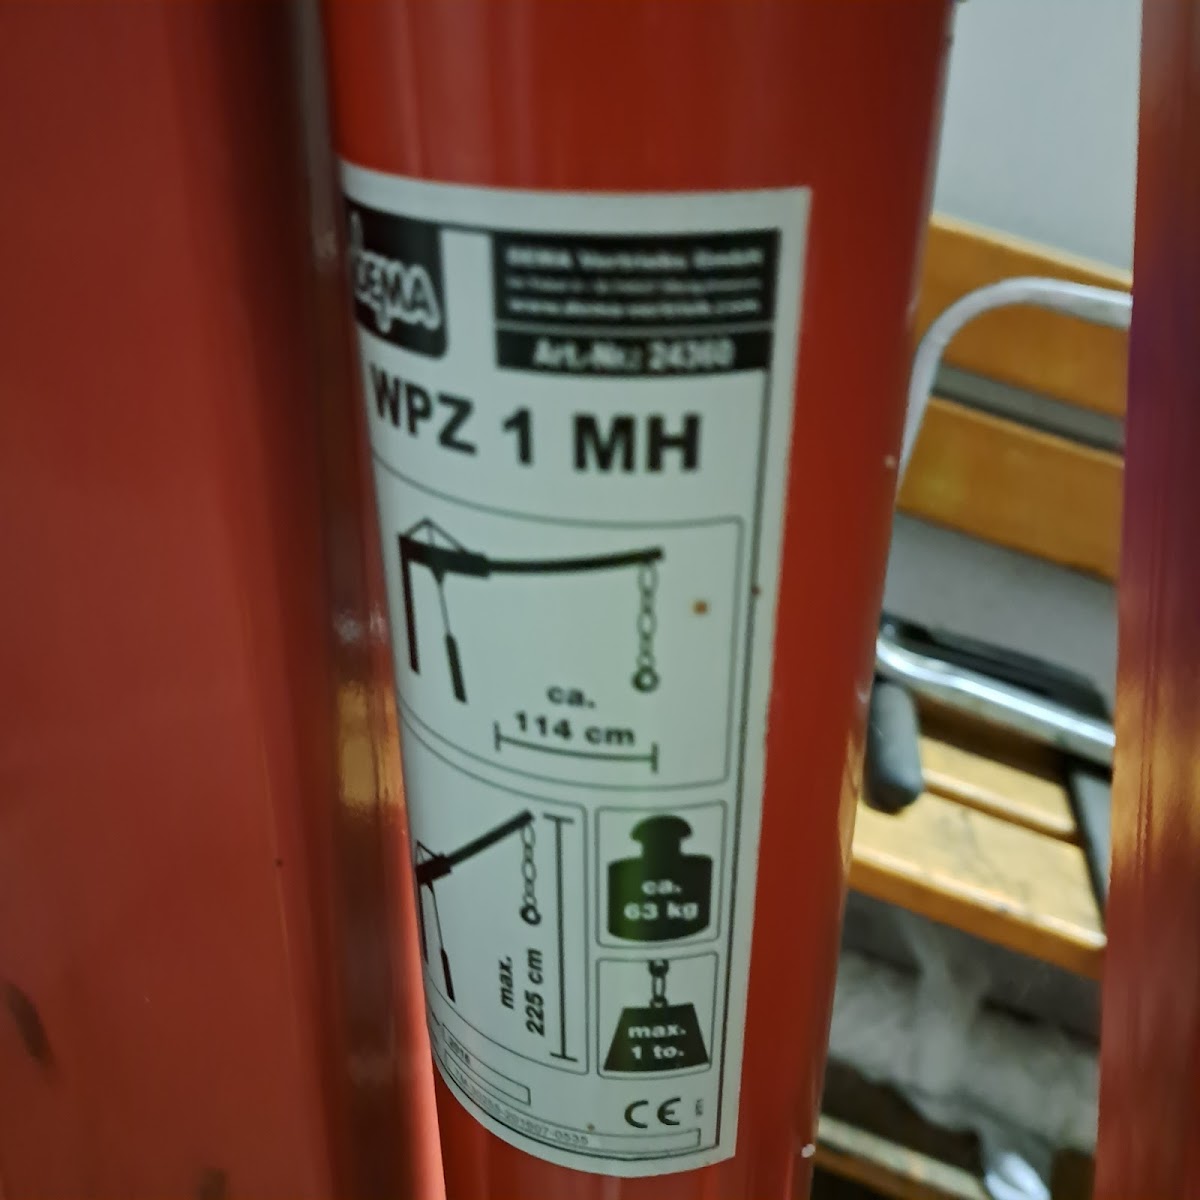 DEMA
DEMA Vertriebs GmbH
www.dema-vertrieb.com
Art.-Nr.: 24360
WPZ 1 MH
ca.
114 cm
max.
225 cm
ca.
63 kg
max.
1 to.
CE